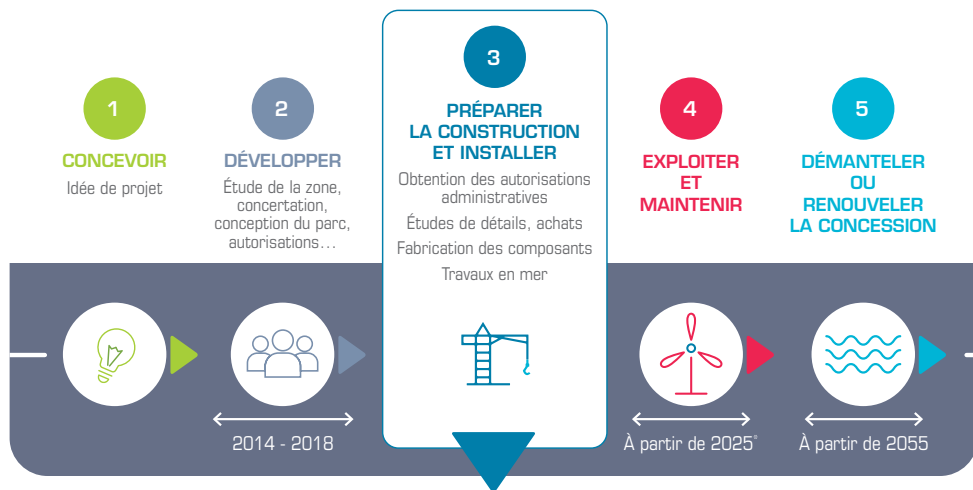 1
CONCEVOIR
Idée de projet
2
DÉVELOPPER
Étude de la zone,
concertation,
conception du parc,
autorisations...
2014 - 2018
3
PRÉPARER
LA CONSTRUCTION
ET INSTALLER
Obtention des autorisations
administratives
Études de détails, achats
Fabrication des composants
Travaux en mer
4
EXPLOITER
ET
MAINTENIR
À partir de 2025*
5
DÉMANTELER
OU
RENOUVELER
LA CONCESSION
À partir de 2055